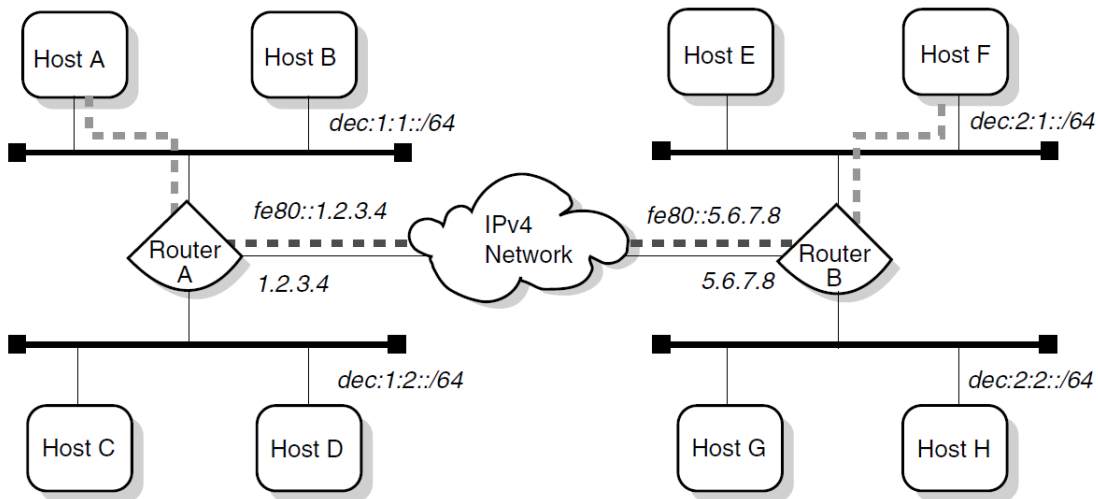 Host A
Host B
Host E
Host F
dec:1:1::/64
dec:2:1::/64
fe80::1.2.3.4
IPv4
Network
fe80::5.6.7.8
Router
A
1.2.3.4
5.6.7.8
Router
B
dec:1:2::/64
dec:2:2::/64
Host C
Host D
Host G
Host H